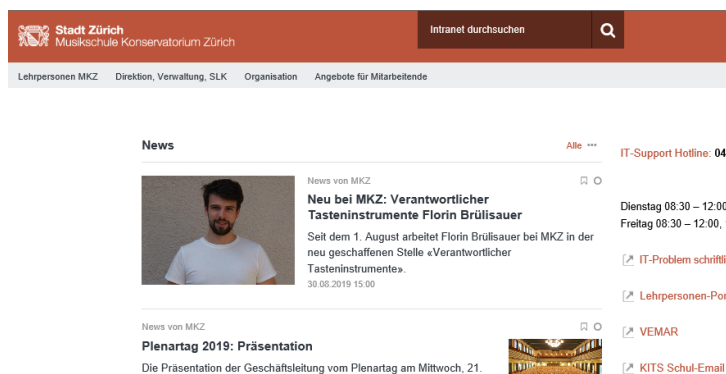 Stadt Zürich
Musikschule Konservatorium Zürich
Intranet durchsuchen
Lehrpersonen MKZ Direktion, Verwaltung, SLK Organisation Angebote für Mitarbeitende
News
Alle
News von MKZ
Neu bei MKZ: Verantwortlicher
Tasteninstrumente Florin Brülisauer
Seit dem 1. August arbeitet Florin Brülisauer bei MKZ in der
neu geschaffenen Stelle «Verantwortlicher
Tasteninstrumente».
30.08.2019 15:00
News von MKZ
Plenartag 2019: Präsentation
Die Präsentation der Geschäftsleitung vom Plenartag am Mittwoch, 21.
IT-Support Hotline: 04
Dienstag 08:30 – 12:00
Freitag 08:30 – 12:00,
IT-Problem schriftli
Lehrpersonen-Por
VEMAR
KITS Schul-Email